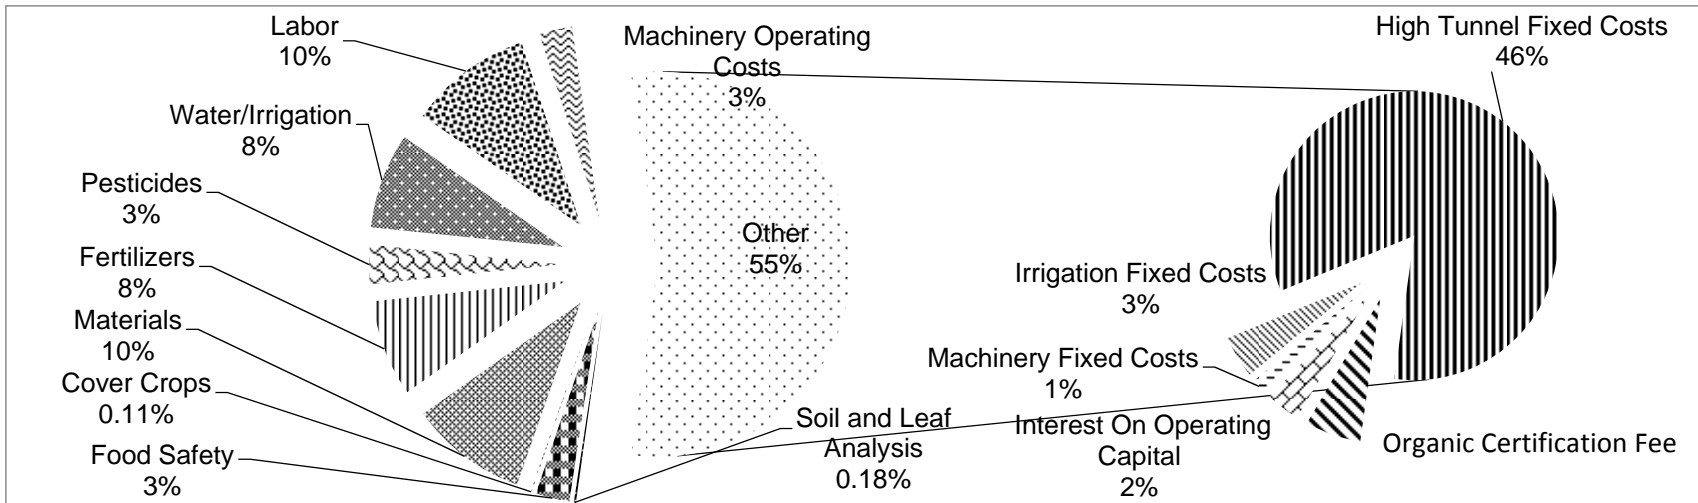 Labor
10%
Machinery Operating
Costs
3%
High Tunnel Fixed Costs
46%
Water/Irrigation
8%
Pesticides
3%
Other
55%
Fertilizers
8%
Irrigation Fixed Costs
3%
Materials
10%
Machinery Fixed Costs
1%
Cover Crops
0.11%
Soil and Leaf
Analysis
0.18%
Interest On Operating
Capital
2%
Organic Certification Fee
Food Safety
3%